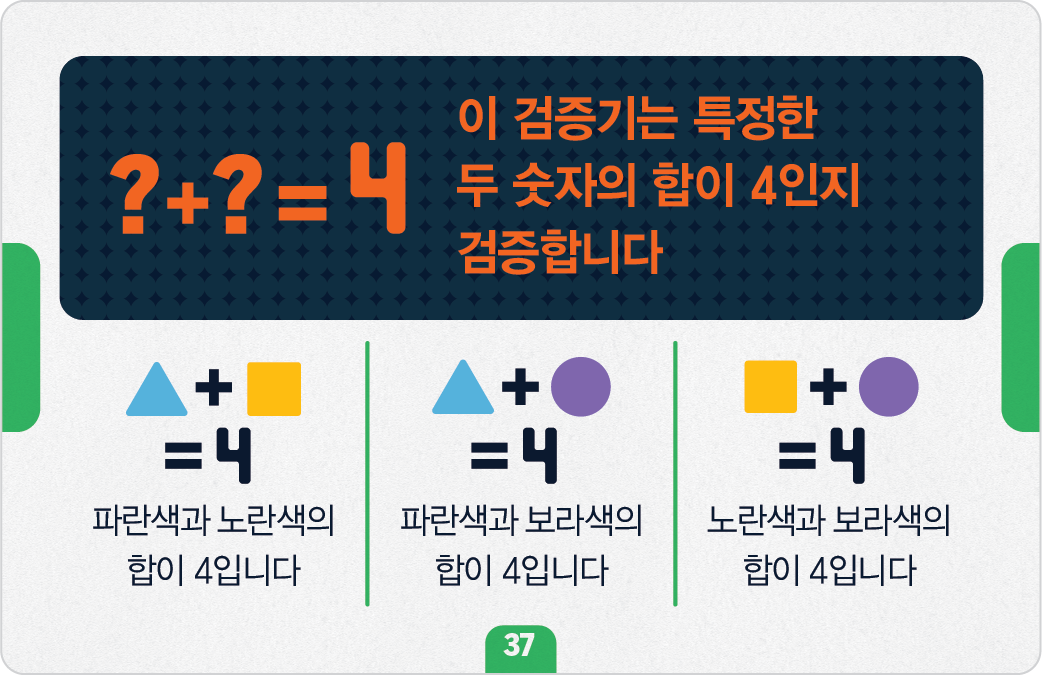 ?+?=4
이 검증기는 특정한
두 숫자의 합이 4인지
검증합니다
+
=4
파란색과 노란색의
합이 4입니다
+
=4
파란색과 보라색의
합이 4입니다
+
=4
노란색과 보라색의
합이 4입니다
37